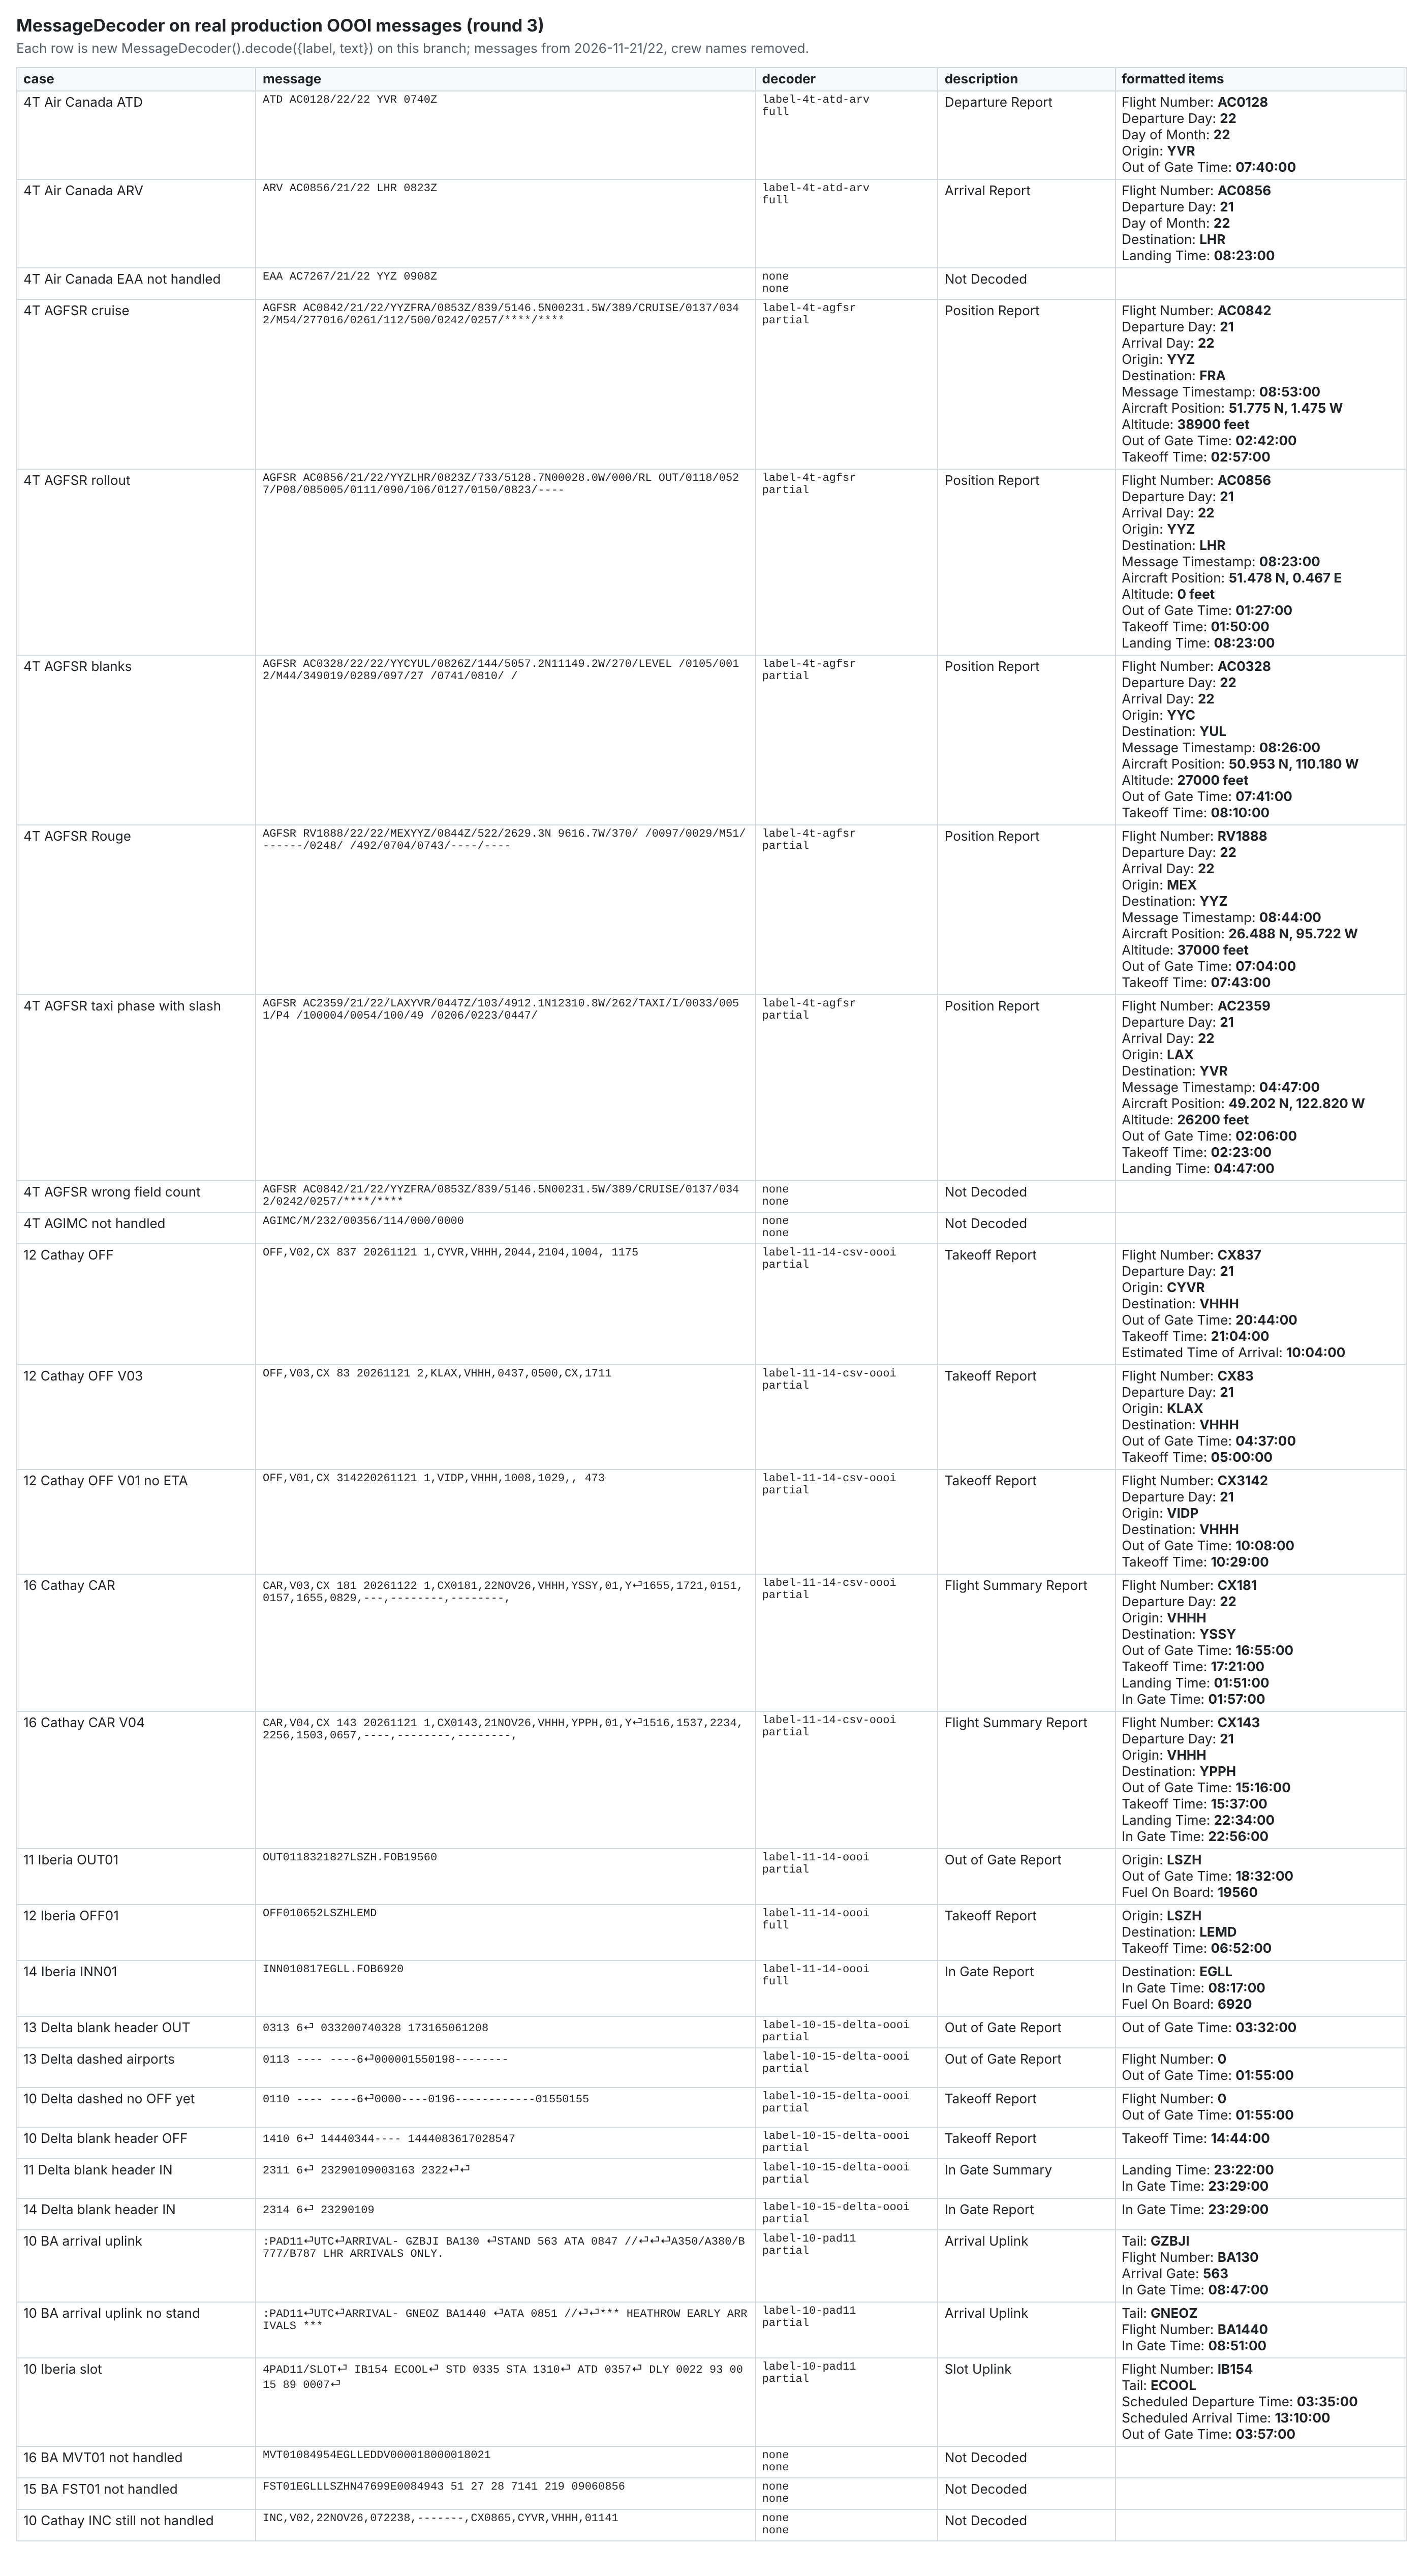 MessageDecoder on real production OOOI messages (round 3)
Each row is new MessageDecoder().decode({label, text}) on this branch; messages from 2026-11-21/22, crew names removed.
case message decoder description formatted items
4T Air Canada ATD ATD AC0128/22/22 YVR 0740Z label-4t-atd-arv Departure Report Flight Number: AC0128
full Departure Day: 22
Day of Month: 22
Origin: YVR
Out of Gate Time: 07:40:00
4T Air Canada ARV ARV AC0856/21/22 LHR 0823Z label-4t-atd-arv Arrival Report Flight Number: AC0856
full Departure Day: 21
Day of Month: 22
Destination: LHR
Landing Time: 08:23:00
4T Air Canada EAA not handled EAA AC7267/21/22 YYZ 0908Z none Not Decoded
none
4T AGFSR cruise AGFSR AC0842/21/22/YYZFRA/0853Z/839/5146.5N00231.5W/389/CRUISE/0137/034 label-4t-agfsr Position Report Flight Number: AC0842
2/M54/277016/0261/112/500/0242/0257/****/**** partial Departure Day: 21
Arrival Day: 22
Origin: YYZ
Destination: FRA
Message Timestamp: 08:53:00
Aircraft Position: 51.775 N, 1.475 W
Altitude: 38900 feet
Out of Gate Time: 02:42:00
Takeoff Time: 02:57:00
4T AGFSR rollout AGFSR AC0856/21/22/YYZLHR/0823Z/733/5128.7N00028.0W/000/RL OUT/0118/052 label-4t-agfsr Position Report Flight Number: AC0856
7/P08/085005/0111/090/106/0127/0150/0823/---- partial Departure Day: 21
Arrival Day: 22
Origin: YYZ
Destination: LHR
Message Timestamp: 08:23:00
Aircraft Position: 51.478 N, 0.467 E
Altitude: 0 feet
Out of Gate Time: 01:27:00
Takeoff Time: 01:50:00
Landing Time: 08:23:00
4T AGFSR blanks AGFSR AC0328/22/22/YYCYUL/0826Z/144/5057.2N11149.2W/270/LEVEL /0105/001 label-4t-agfsr Position Report Flight Number: AC0328
2/M44/349019/0289/097/27 /0741/0810/ / partial Departure Day: 22
Arrival Day: 22
Origin: YYC
Destination: YUL
Message Timestamp: 08:26:00
Aircraft Position: 50.953 N, 110.180 W
Altitude: 27000 feet
Out of Gate Time: 07:41:00
Takeoff Time: 08:10:00
4T AGFSR Rouge AGFSR RV1888/22/22/MEXYYZ/0844Z/522/2629.3N 9616.7W/370/ /0097/0029/M51/ label-4t-agfsr Position Report Flight Number: RV1888
------/0248/ /492/0704/0743/----/---- partial Departure Day: 22
Arrival Day: 22
Origin: MEX
Destination: YYZ
Message Timestamp: 08:44:00
Aircraft Position: 26.488 N, 95.722 W
Altitude: 37000 feet
Out of Gate Time: 07:04:00
Takeoff Time: 07:43:00
4T AGFSR taxi phase with slash AGFSR AC2359/21/22/LAXYVR/0447Z/103/4912.1N12310.8W/262/TAXI/I/0033/005 label-4t-agfsr Position Report Flight Number: AC2359
1/P4 /100004/0054/100/49 /0206/0223/0447/ partial Departure Day: 21
Arrival Day: 22
Origin: LAX
Destination: YVR
Message Timestamp: 04:47:00
Aircraft Position: 49.202 N, 122.820 W
Altitude: 26200 feet
Out of Gate Time: 02:06:00
Takeoff Time: 02:23:00
Landing Time: 04:47:00
4T AGFSR wrong field count AGFSR AC0842/21/22/YYZFRA/0853Z/839/5146.5N00231.5W/389/CRUISE/0137/034 none Not Decoded
2/0242/0257/****/**** none
4T AGIMC not handled AGIMC/M/232/00356/114/000/0000 none Not Decoded
none
12 Cathay OFF OFF,V02,CX 837 20261121 1,CYVR,VHHH,2044,2104,1004, 1175 label-11-14-csv-oooi Takeoff Report Flight Number: CX837
partial Departure Day: 21
Origin: CYVR
Destination: VHHH
Out of Gate Time: 20:44:00
Takeoff Time: 21:04:00
Estimated Time of Arrival: 10:04:00
12 Cathay OFF V03 OFF,V03,CX 83 20261121 2,KLAX,VHHH,0437,0500,CX,1711 label-11-14-csv-oooi Takeoff Report Flight Number: CX83
partial Departure Day: 21
Origin: KLAX
Destination: VHHH
Out of Gate Time: 04:37:00
Takeoff Time: 05:00:00
12 Cathay OFF V01 no ETA OFF,V01,CX 314220261121 1,VIDP,VHHH,1008,1029,, 473 label-11-14-csv-oooi Takeoff Report Flight Number: CX3142
partial Departure Day: 21
Origin: VIDP
Destination: VHHH
Out of Gate Time: 10:08:00
Takeoff Time: 10:29:00
16 Cathay CAR CAR,V03,CX 181 20261122 1,CX0181,22NOV26,VHHH,YSSY,01,Y⏎1655,1721,0151, label-11-14-csv-oooi Flight Summary Report Flight Number: CX181
0157,1655,0829,---,--------,--------, partial Departure Day: 22
Origin: VHHH
Destination: YSSY
Out of Gate Time: 16:55:00
Takeoff Time: 17:21:00
Landing Time: 01:51:00
In Gate Time: 01:57:00
16 Cathay CAR V04 CAR,V04,CX 143 20261121 1,CX0143,21NOV26,VHHH,YPPH,01,Y⏎1516,1537,2234, label-11-14-csv-oooi Flight Summary Report Flight Number: CX143
2256,1503,0657,----,--------,--------, partial Departure Day: 21
Origin: VHHH
Destination: YPPH
Out of Gate Time: 15:16:00
Takeoff Time: 15:37:00
Landing Time: 22:34:00
In Gate Time: 22:56:00
11 Iberia OUT01 OUT0118321827LSZH.FOB19560 label-11-14-oooi Out of Gate Report Origin: LSZH
partial Out of Gate Time: 18:32:00
Fuel On Board: 19560
12 Iberia OFF01 OFF010652LSZHLEMD label-11-14-oooi Takeoff Report Origin: LSZH
full Destination: LEMD
Takeoff Time: 06:52:00
14 Iberia INN01 INN010817EGLL.FOB6920 label-11-14-oooi In Gate Report Destination: EGLL
full In Gate Time: 08:17:00
Fuel On Board: 6920
13 Delta blank header OUT 0313 6⏎ 033200740328 173165061208 label-10-15-delta-oooi Out of Gate Report Out of Gate Time: 03:32:00
partial
13 Delta dashed airports 0113 ---- ----6⏎000001550198-------- label-10-15-delta-oooi Out of Gate Report Flight Number: 0
partial Out of Gate Time: 01:55:00
10 Delta dashed no OFF yet 0110 ---- ----6⏎0000----0196------------01550155 label-10-15-delta-oooi Takeoff Report Flight Number: 0
partial Out of Gate Time: 01:55:00
10 Delta blank header OFF 1410 6⏎ 14440344---- 1444083617028547 label-10-15-delta-oooi Takeoff Report Takeoff Time: 14:44:00
partial
11 Delta blank header IN 2311 6⏎ 23290109003163 2322⏎⏎ label-10-15-delta-oooi In Gate Summary Landing Time: 23:22:00
partial In Gate Time: 23:29:00
14 Delta blank header IN 2314 6⏎ 23290109 label-10-15-delta-oooi In Gate Report In Gate Time: 23:29:00
partial
10 BA arrival uplink :PAD11⏎UTC⏎ARRIVAL- GZBJI BA130 ⏎STAND 563 ATA 0847 //⏎⏎⏎A350/A380/B label-10-pad11 Arrival Uplink Tail: GZBJI
777/B787 LHR ARRIVALS ONLY. partial Flight Number: BA130
Arrival Gate: 563
In Gate Time: 08:47:00
10 BA arrival uplink no stand :PAD11⏎UTC⏎ARRIVAL- GNEOZ BA1440 ⏎ATA 0851 //⏎⏎*** HEATHROW EARLY ARR label-10-pad11 Arrival Uplink Tail: GNEOZ
IVALS *** partial Flight Number: BA1440
In Gate Time: 08:51:00
10 Iberia slot 4PAD11/SLOT⏎ IB154 ECOOL⏎ STD 0335 STA 1310⏎ ATD 0357⏎ DLY 0022 93 00 label-10-pad11 Slot Uplink Flight Number: IB154
15 89 0007⏎ partial Tail: ECOOL
Scheduled Departure Time: 03:35:00
Scheduled Arrival Time: 13:10:00
Out of Gate Time: 03:57:00
16 BA MVT01 not handled MVT01084954EGLLEDDV000018000018021 none Not Decoded
none
15 BA FST01 not handled FST01EGLLLSZHN47699E0084943 51 27 28 7141 219 09060856 none Not Decoded
none
10 Cathay INC still not handled INC,V02,22NOV26,072238,-------,CX0865,CYVR,VHHH,01141 none Not Decoded
none